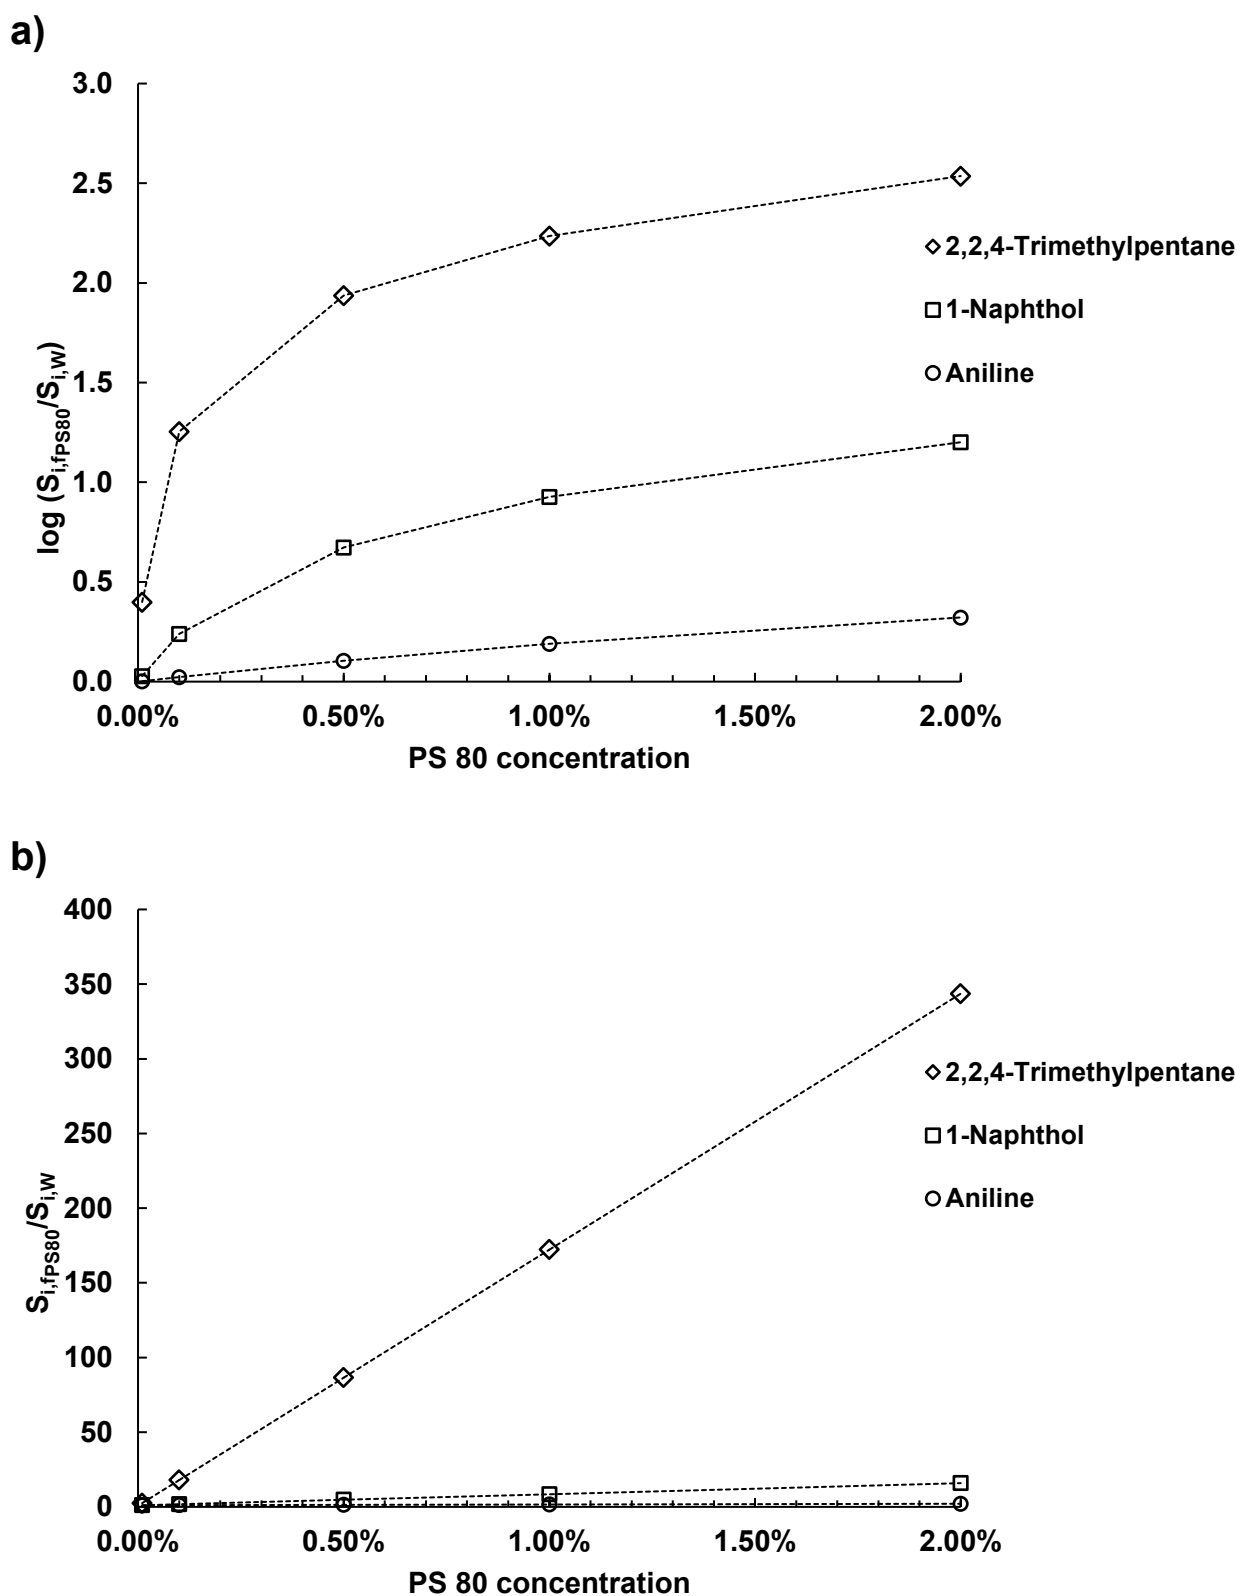 a)
3.0
2.5
2.0
1.5
1.0
0.5
0.0
log (Si,fPS80/Si,W)
0.00% 0.50% 1.00% 1.50% 2.00%
PS 80 concentration
2,2,4-Trimethylpentane
1-Naphthol
Aniline
b)
400
350
300
250
200
150
100
50
0
Si,fPS80/Si,W
0.00% 0.50% 1.00% 1.50% 2.00%
PS 80 concentration
2,2,4-Trimethylpentane
1-Naphthol
Aniline